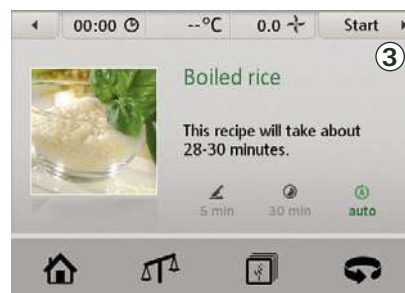 00:00 --°C 0.0 Start
3
Boiled rice
This recipe will take about
28-30 minutes.
5 min 30 min auto